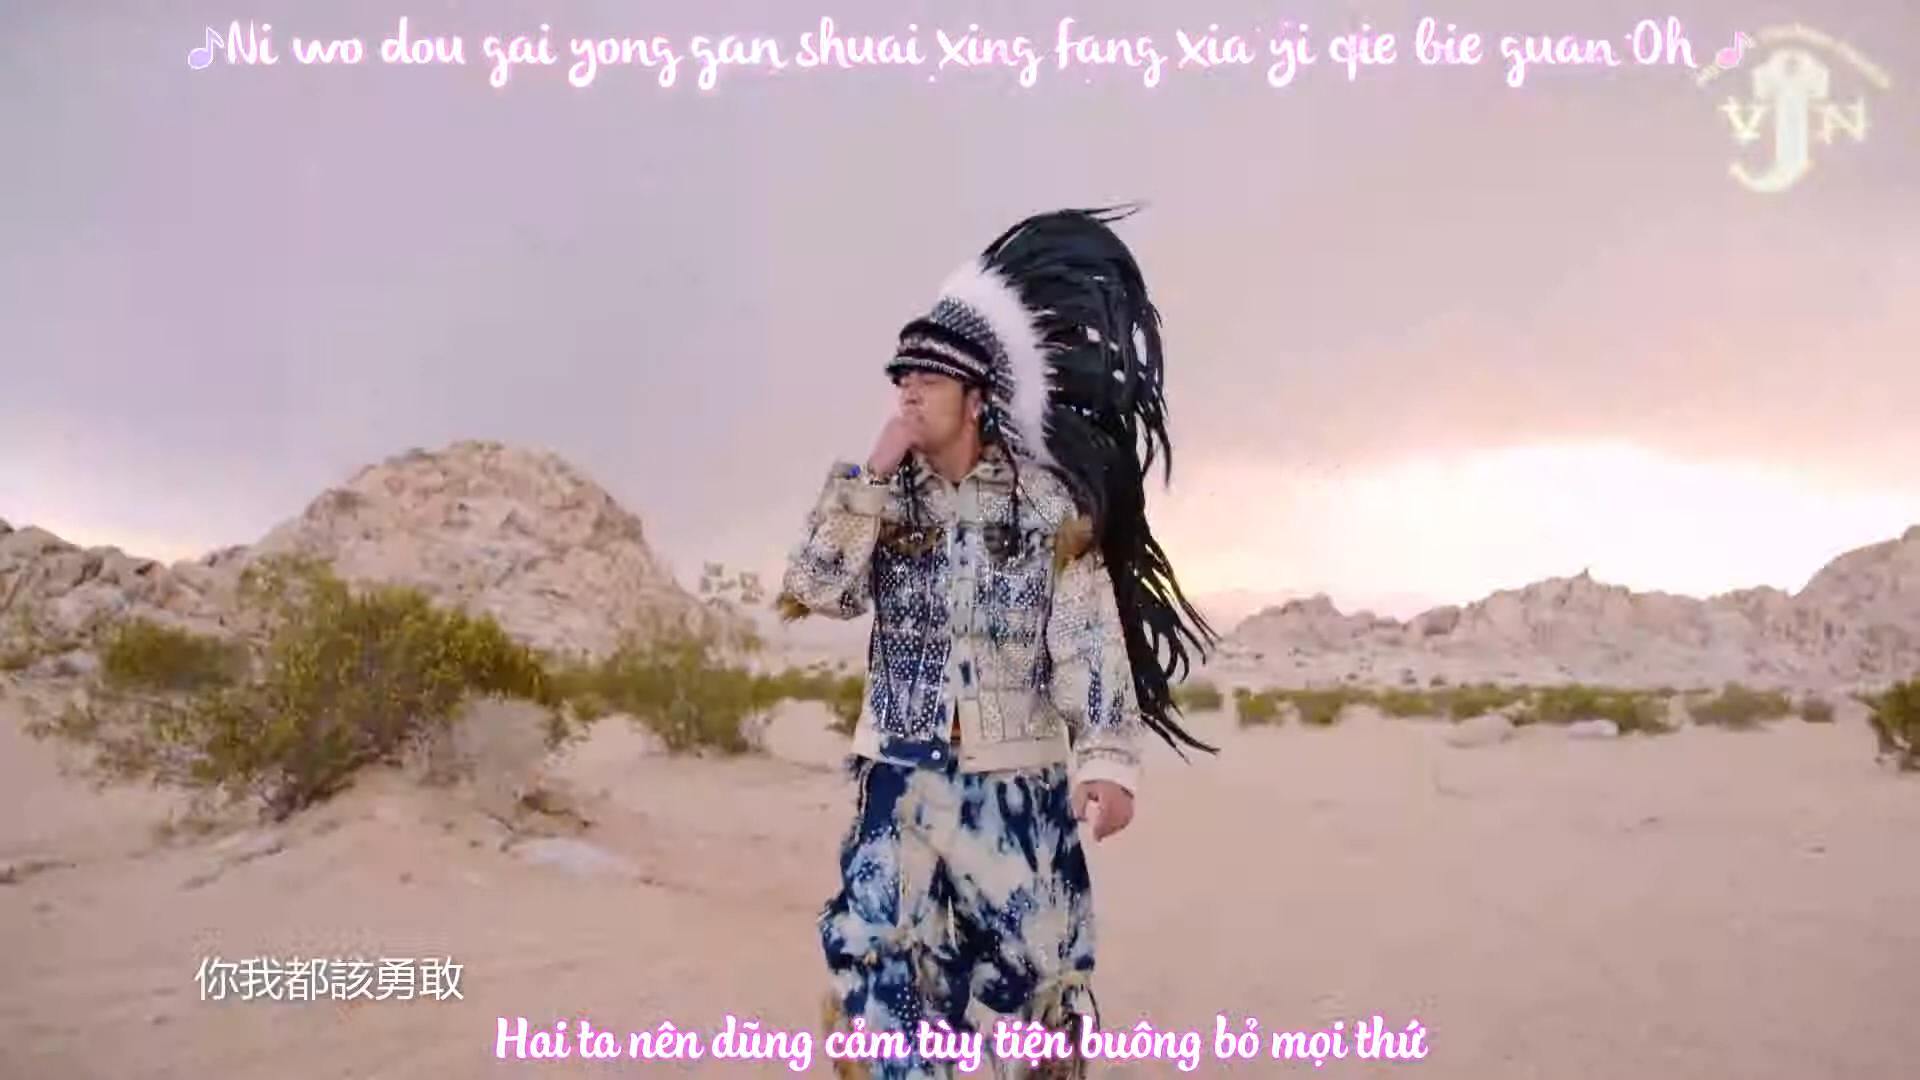 ♪Ni wo dou gai yong gan shuai xing fang xia yi qie bie guan Oh ♪
V J N
你我都該勇敢
Hai ta nên dũng cảm tùy tiện buông bỏ mọi thứ